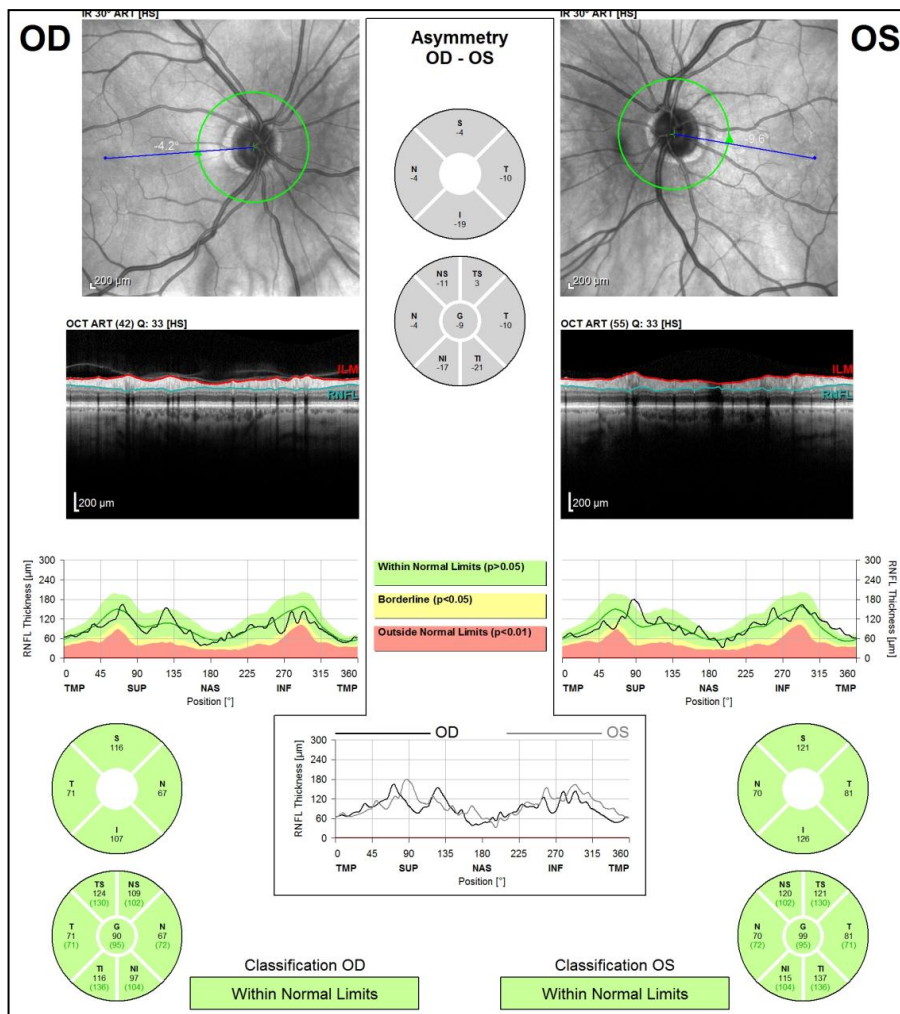 IR 30° ART [HS]
OD
-4.2°
200 µm
OCT ART (42) Q: 33 [HS]
ILM
RNFL
200 µm
Asymmetry
OD - OS
S
-4
N
-4
T
-10
I
-19
NS
-11
TS
3
N
-4
G
-9
T
-10
NI
-17
TI
-21
IR 30° ART [HS]
OS
-9.6°
200 µm
OCT ART (55) Q: 33 [HS]
ILM
RNFL
200 µm
RNFL Thickness [µm]
300
240
180
120
60
0
0 45 90 135 180 225 270 315 360
TMP SUP NAS INF TMP
Position [°]
Within Normal Limits (p>0.05)
Borderline (p<0.05)
Outside Normal Limits (p<0.01)
300
240
180
120
60
0
RNFL Thickness [µm]
0 45 90 135 180 225 270 315 360
TMP SUP NAS INF TMP
Position [°]
S
116
T
71
N
67
I
107
OD
OS
RNFL Thickness [µm]
300
240
180
120
60
0
0 45 90 135 180 225 270 315 360
TMP SUP NAS INF TMP
Position [°]
S
121
N
70
T
81
I
126
TS
124
(130)
NS
109
(102)
T
71
(71)
G
90
(95)
N
67
(72)
TI
116
(136)
NI
97
(104)
Classification OD
Within Normal Limits
Classification OS
Within Normal Limits
NS
120
(102)
TS
121
(130)
N
70
(72)
G
99
(95)
T
81
(71)
NI
115
(104)
TI
137
(136)